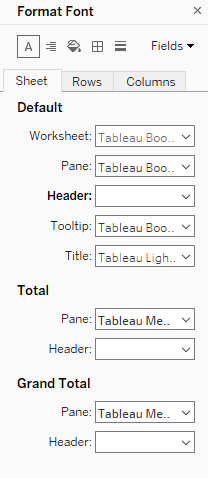 Format Font ×
A Fields
Sheet Rows Columns
Default
Worksheet: Tableau Boo..
Pane: Tableau Boo..
Header:
Tooltip: Tableau Boo..
Title: Tableau Ligh..
Total
Pane: Tableau Me..
Header:
Grand Total
Pane: Tableau Me..
Header: